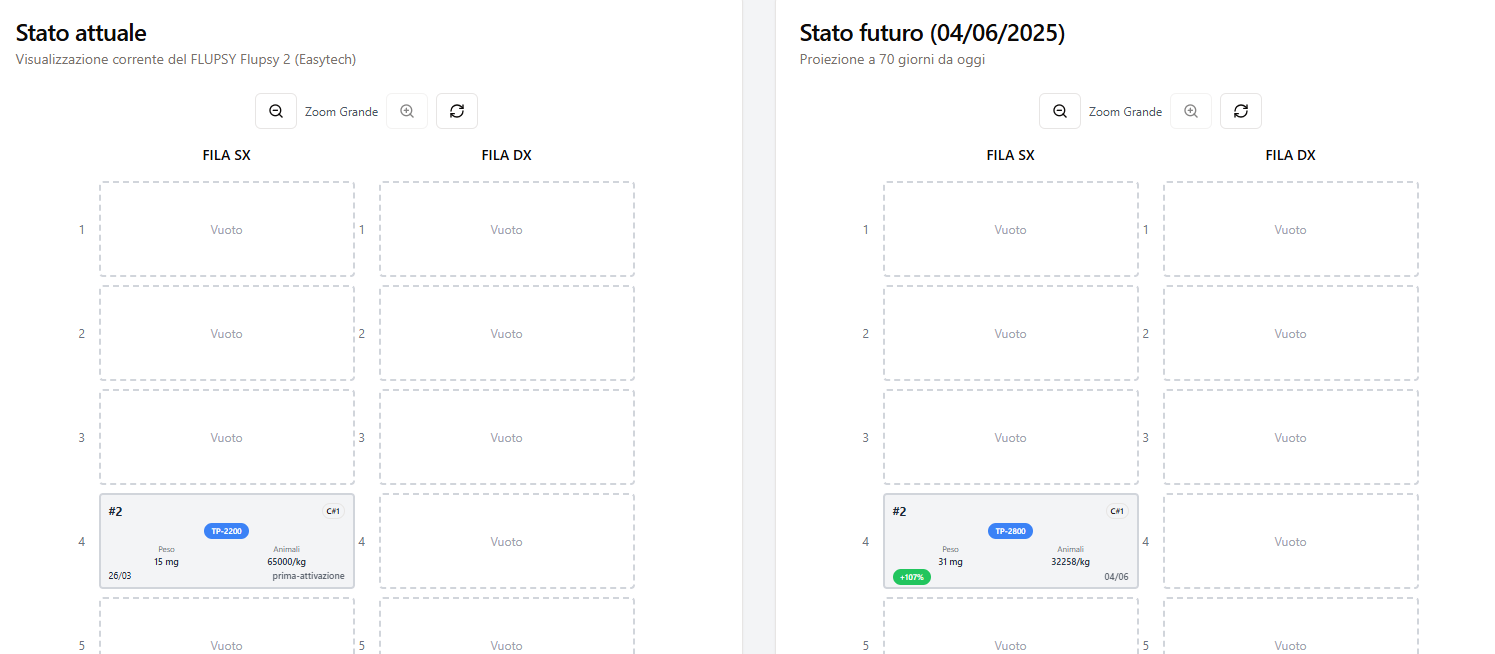 Stato attuale
Visualizzazione corrente del FLUPSY Flupsy 2 (Easytech)
Zoom Grande
FILA SX
FILA DX
1
Vuoto
1
Vuoto
2
Vuoto
2
Vuoto
3
Vuoto
3
Vuoto
4
#2
C#1
TP-2200
Peso
Animali
15 mg
65000/kg
26/03
prima-attivazione
4
Vuoto
5
Vuoto
5
Vuoto
Stato futuro (04/06/2025)
Proiezione a 70 giorni da oggi
Zoom Grande
FILA SX
FILA DX
1
Vuoto
1
Vuoto
2
Vuoto
2
Vuoto
3
Vuoto
3
Vuoto
4
#2
C#1
TP-2800
Peso
Animali
31 mg
32258/kg
+107%
04/06
4
Vuoto
5
Vuoto
5
Vuoto